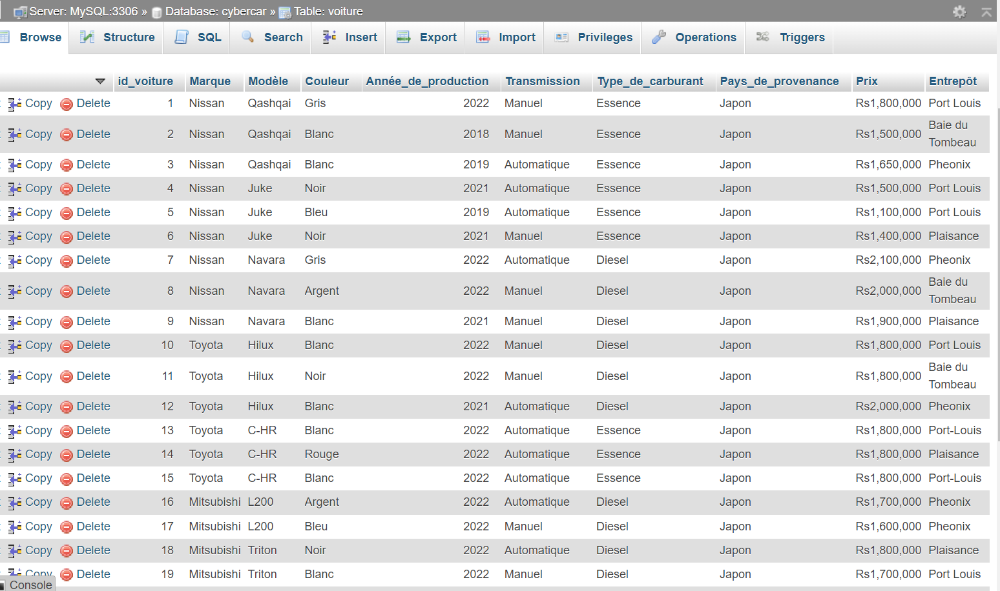 Server: MySQL:3306 » Database: cybercar » Table: voiture
Browse Structure SQL Search Insert Export Import Privileges Operations Triggers
id_voiture Marque Modèle Couleur Année_de_production Transmission Type_de_carburant Pays_de_provenance Prix Entrepôt
Copy Delete 1 Nissan Qashqai Gris 2022 Manuel Essence Japon Rs1,800,000 Port Louis
Copy Delete 2 Nissan Qashqai Blanc 2018 Manuel Essence Japon Rs1,500,000 Baie du
Tombeau
Copy Delete 3 Nissan Qashqai Blanc 2019 Automatique Essence Japon Rs1,650,000 Pheonix
Copy Delete 4 Nissan Juke Noir 2021 Automatique Essence Japon Rs1,500,000 Port Louis
Copy Delete 5 Nissan Juke Bleu 2019 Automatique Essence Japon Rs1,100,000 Port Louis
Copy Delete 6 Nissan Juke Noir 2021 Manuel Essence Japon Rs1,400,000 Plaisance
Copy Delete 7 Nissan Navara Gris 2022 Automatique Diesel Japon Rs2,100,000 Pheonix
Copy Delete 8 Nissan Navara Argent 2022 Manuel Diesel Japon Rs2,000,000 Baie du
Tombeau
Copy Delete 9 Nissan Navara Blanc 2021 Manuel Diesel Japon Rs1,900,000 Plaisance
Copy Delete 10 Toyota Hilux Blanc 2022 Manuel Diesel Japon Rs1,800,000 Port Louis
Copy Delete 11 Toyota Hilux Noir 2022 Manuel Diesel Japon Rs1,800,000 Baie du
Tombeau
Copy Delete 12 Toyota Hilux Blanc 2021 Automatique Diesel Japon Rs2,000,000 Pheonix
Copy Delete 13 Toyota C-HR Blanc 2022 Automatique Essence Japon Rs1,800,000 Port-Louis
Copy Delete 14 Toyota C-HR Rouge 2022 Automatique Essence Japon Rs1,800,000 Plaisance
Copy Delete 15 Toyota C-HR Blanc 2022 Automatique Essence Japon Rs1,800,000 Port-Louis
Copy Delete 16 Mitsubishi L200 Argent 2022 Automatique Diesel Japon Rs1,700,000 Pheonix
Copy Delete 17 Mitsubishi L200 Bleu 2022 Manuel Diesel Japon Rs1,600,000 Pheonix
Copy Delete 18 Mitsubishi Triton Noir 2022 Automatique Diesel Japon Rs1,800,000 Plaisance
Copy Delete 19 Mitsubishi Triton Blanc 2022 Manuel Diesel Japon Rs1,700,000 Port Louis
Console